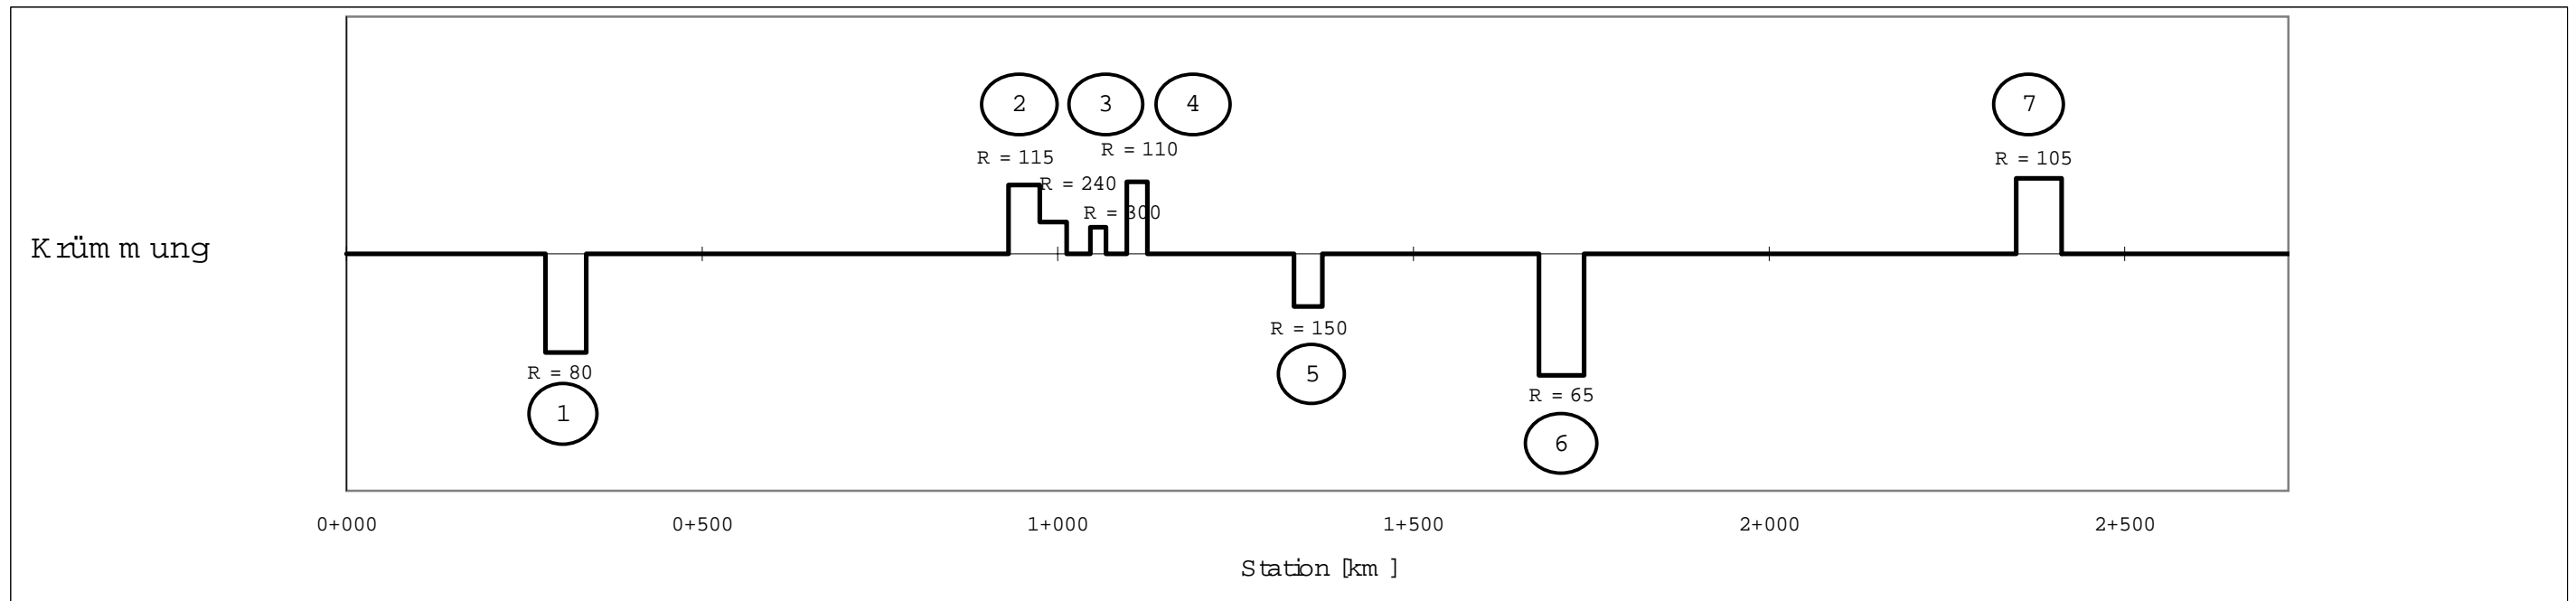 2
3
4
7
R = 110
R = 115
R = 105
R = 240
R = 300
Krümmung
R = 150
R = 80
5
R = 65
1
6
0+000 0+500 1+000 1+500 2+000 2+500
Station [km]